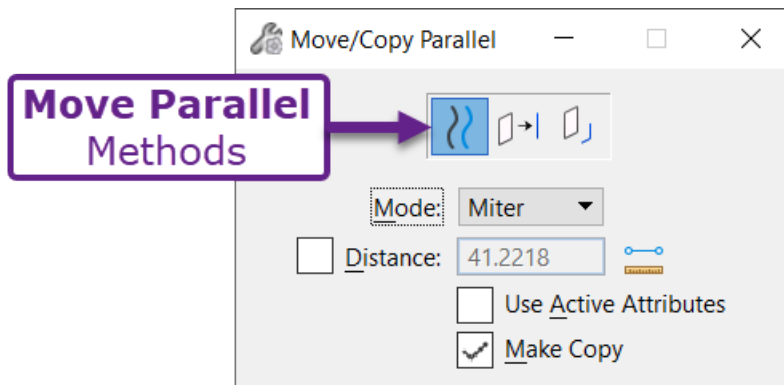 Move/Copy Parallel
Move Parallel
Methods
Mode: Miter
Distance: 41.2218
Use Active Attributes
Make Copy